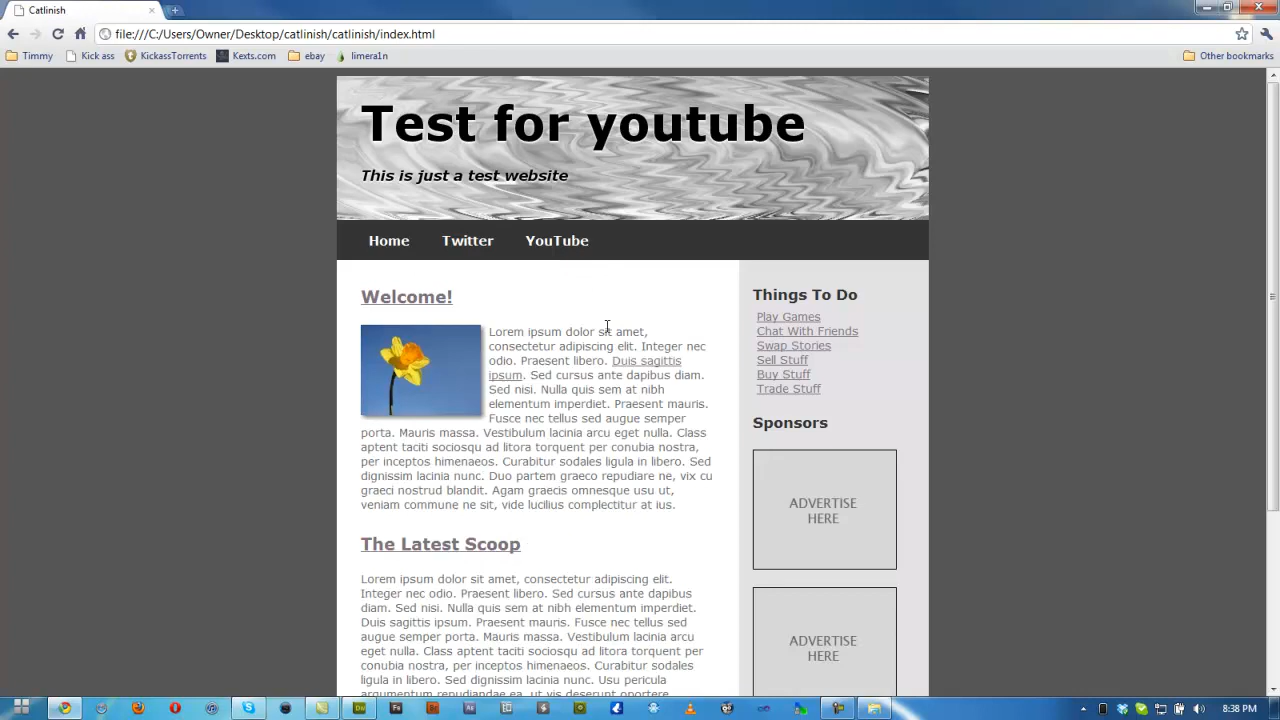 Catlinish
file:///C:/Users/Owner/Desktop/catlinish/catlinish/index.html
Timmy Kick ass KickassTorrents Kexts.com ebay limera1n Other bookmarks
Test for youtube
This is just a test website
Home Twitter YouTube
Welcome!
Lorem ipsum dolor sit amet,
consectetur adipiscing elit. Integer nec
odio. Praesent libero. Duis sagittis
ipsum. Sed cursus ante dapibus diam.
Sed nisi. Nulla quis sem at nibh
elementum imperdiet. Praesent mauris.
Fusce nec tellus sed augue semper
porta. Mauris massa. Vestibulum lacinia arcu eget nulla. Class
aptent taciti sociosqu ad litora torquent per conubia nostra,
per inceptos himenaeos. Curabitur sodales ligula in libero. Sed
dignissim lacinia nunc. Duo partem graeco repudiare ne, vix cu
graeci nostrud blandit. Agam graecis omnesque usu ut,
veniam commune ne sit, vide lucilius complectitur at ius.
The Latest Scoop
Lorem ipsum dolor sit amet, consectetur adipiscing elit.
Integer nec odio. Praesent libero. Sed cursus ante dapibus
diam. Sed nisi. Nulla quis sem at nibh elementum imperdiet.
Duis sagittis ipsum. Praesent mauris. Fusce nec tellus sed
augue semper porta. Mauris massa. Vestibulum lacinia arcu
eget nulla. Class aptent taciti sociosqu ad litora torquent per
conubia nostra, per inceptos himenaeos. Curabitur sodales
ligula in libero. Sed dignissim lacinia nunc. Usu pericula
argumentum repudiandae ea, ut vis deserunt oportere
Things To Do
Play Games
Chat With Friends
Swap Stories
Sell Stuff
Buy Stuff
Trade Stuff
Sponsors
ADVERTISE
HERE
ADVERTISE
HERE
8:38 PM